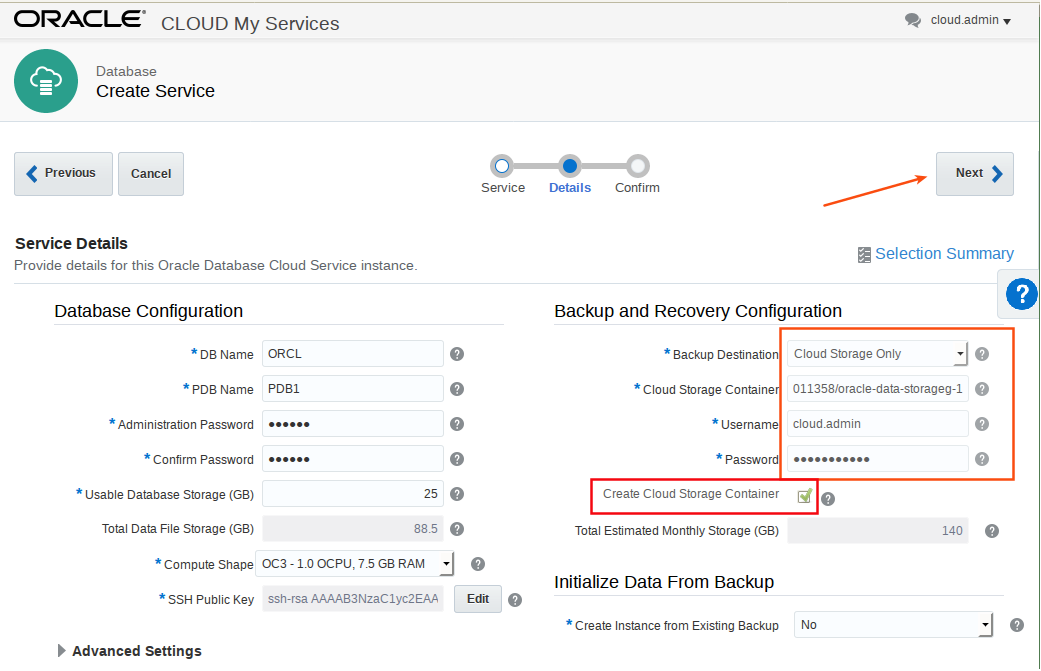 ORACLE® CLOUD My Services
cloud.admin
Database
Create Service
Previous
Cancel
Service
Details
Confirm
Next
Service Details
Provide details for this Oracle Database Cloud Service instance.
Selection Summary
?
Database Configuration
* DB Name ORCL ?
* PDB Name PDB1 ?
* Administration Password •••••• ?
* Confirm Password •••••• ?
* Usable Database Storage (GB) 25 ?
Total Data File Storage (GB) 88.5 ?
* Compute Shape OC3 - 1.0 OCPU, 7.5 GB RAM ?
* SSH Public Key ssh-rsa AAAAB3NzaC1yc2EAA Edit ?
Advanced Settings
Backup and Recovery Configuration
* Backup Destination Cloud Storage Only ?
* Cloud Storage Container 011358/oracle-data-storageg-1 ?
* Username cloud.admin ?
* Password ••••••••••• ?
Create Cloud Storage Container ?
Total Estimated Monthly Storage (GB) 140 ?
Initialize Data From Backup
* Create Instance from Existing Backup No ?